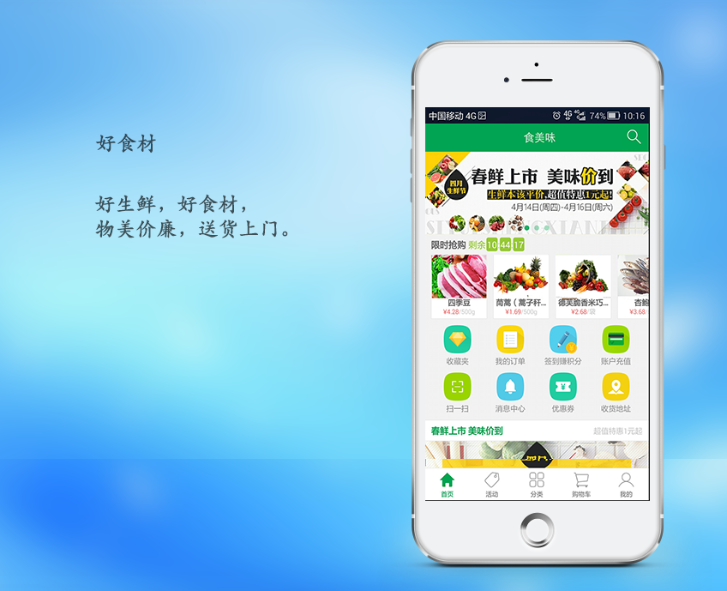 好食材
好生鲜，好食材，
物美价廉，送货上门。
中国移动 4G
4G 74% 10:16
食美味
四月
生鲜节
春鲜上市 美味价到
生鲜本该平价,超值特惠1元起!
4月14日(周四)-4月16日(周六)
限时抢购 剩余 10 44 17
四季豆
¥4.28/500g
茼蒿（蒿子秆...
¥1.69/500g
德芙脆香米巧...
¥2.68/袋
杏鲍
¥3.68
收藏夹
我的订单
签到赚积分
账户充值
扫一扫
消息中心
优惠券
收货地址
春鲜上市 美味价到
超值特惠1元起
首页
活动
分类
购物车
我的